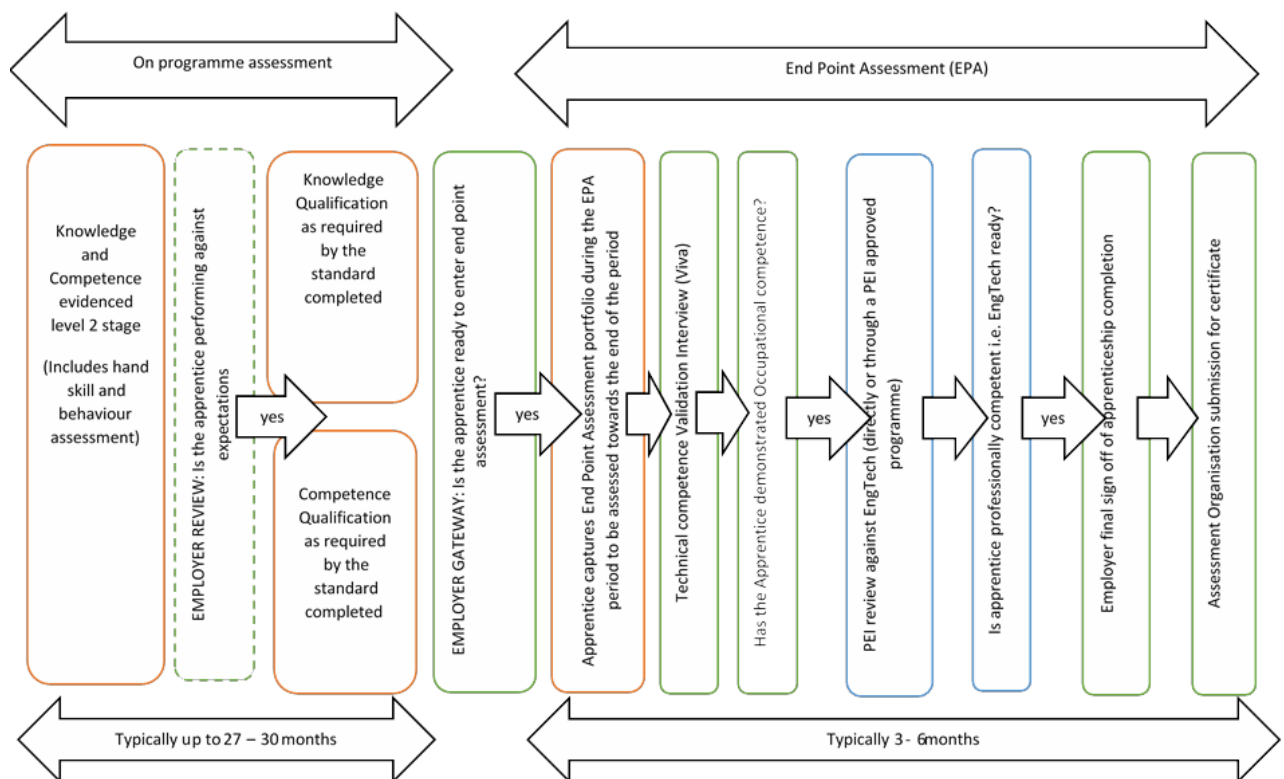 On programme assessment
End Point Assessment (EPA)
Knowledge
and
Competence
evidenced
level 2 stage
(Includes hand
skill and
behaviour
assessment)
EMPLOYER REVIEW: Is the apprentice performing against
expectations
yes
Knowledge
Qualification
as required
by the
standard
completed
Competence
Qualification
as required
by the
standard
completed
EMPLOYER GATEWAY: Is the apprentice ready to enter end point
assessment?
yes
Apprentice captures End Point Assessment portfolio during the EPA
period to be assessed towards the end of the period
Technical competence Validation Interview (Viva)
Has the Apprentice demonstrated Occupational competence?
yes
PEI review against EngTech (directly or through a PEI approved
programme)
Is apprentice professionally competent i.e. EngTech ready?
yes
Employer final sign off of apprenticeship completion
Assessment Organisation submission for certificate
Typically up to 27 – 30 months
Typically 3 - 6months